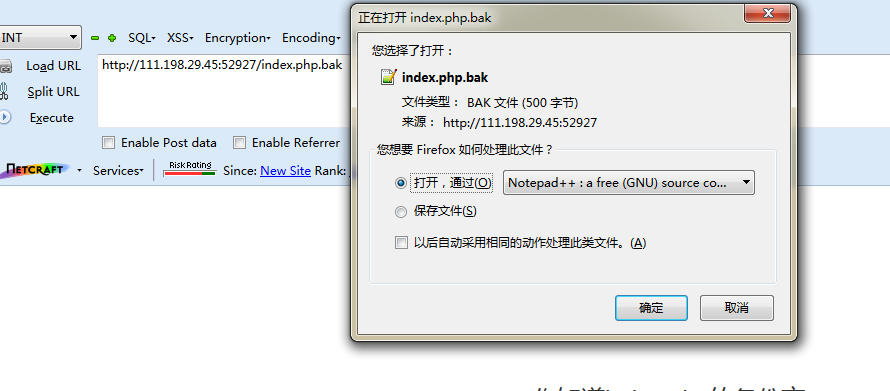 正在打开 index.php.bak
INT
SQL▾ XSS▾ Encryption▾ Encoding▾
您选择了打开：
Load URL
http://111.198.29.45:52927/index.php.bak
index.php.bak
Split URL
文件类型： BAK 文件 (500 字节)
Execute
来源： http://111.198.29.45:52927
Enable Post data Enable Referrer
您想要 Firefox 如何处理此文件？
NETCRAFT Services▾ Risk Rating Since: New Site Rank:
打开，通过(O) Notepad++ : a free (GNU) source co...
保存文件(S)
以后自动采用相同的动作处理此类文件。(A)
确定 取消